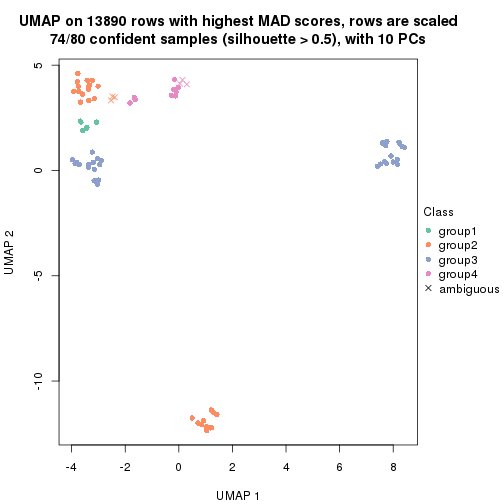 UMAP on 13890 rows with highest MAD scores, rows are scaled
74/80 confident samples (silhouette > 0.5), with 10 PCs
5
0
-5
-10
UMAP 2
-4
-2
0
2
4
6
8
UMAP 1
Class
group1
group2
group3
group4
ambiguous